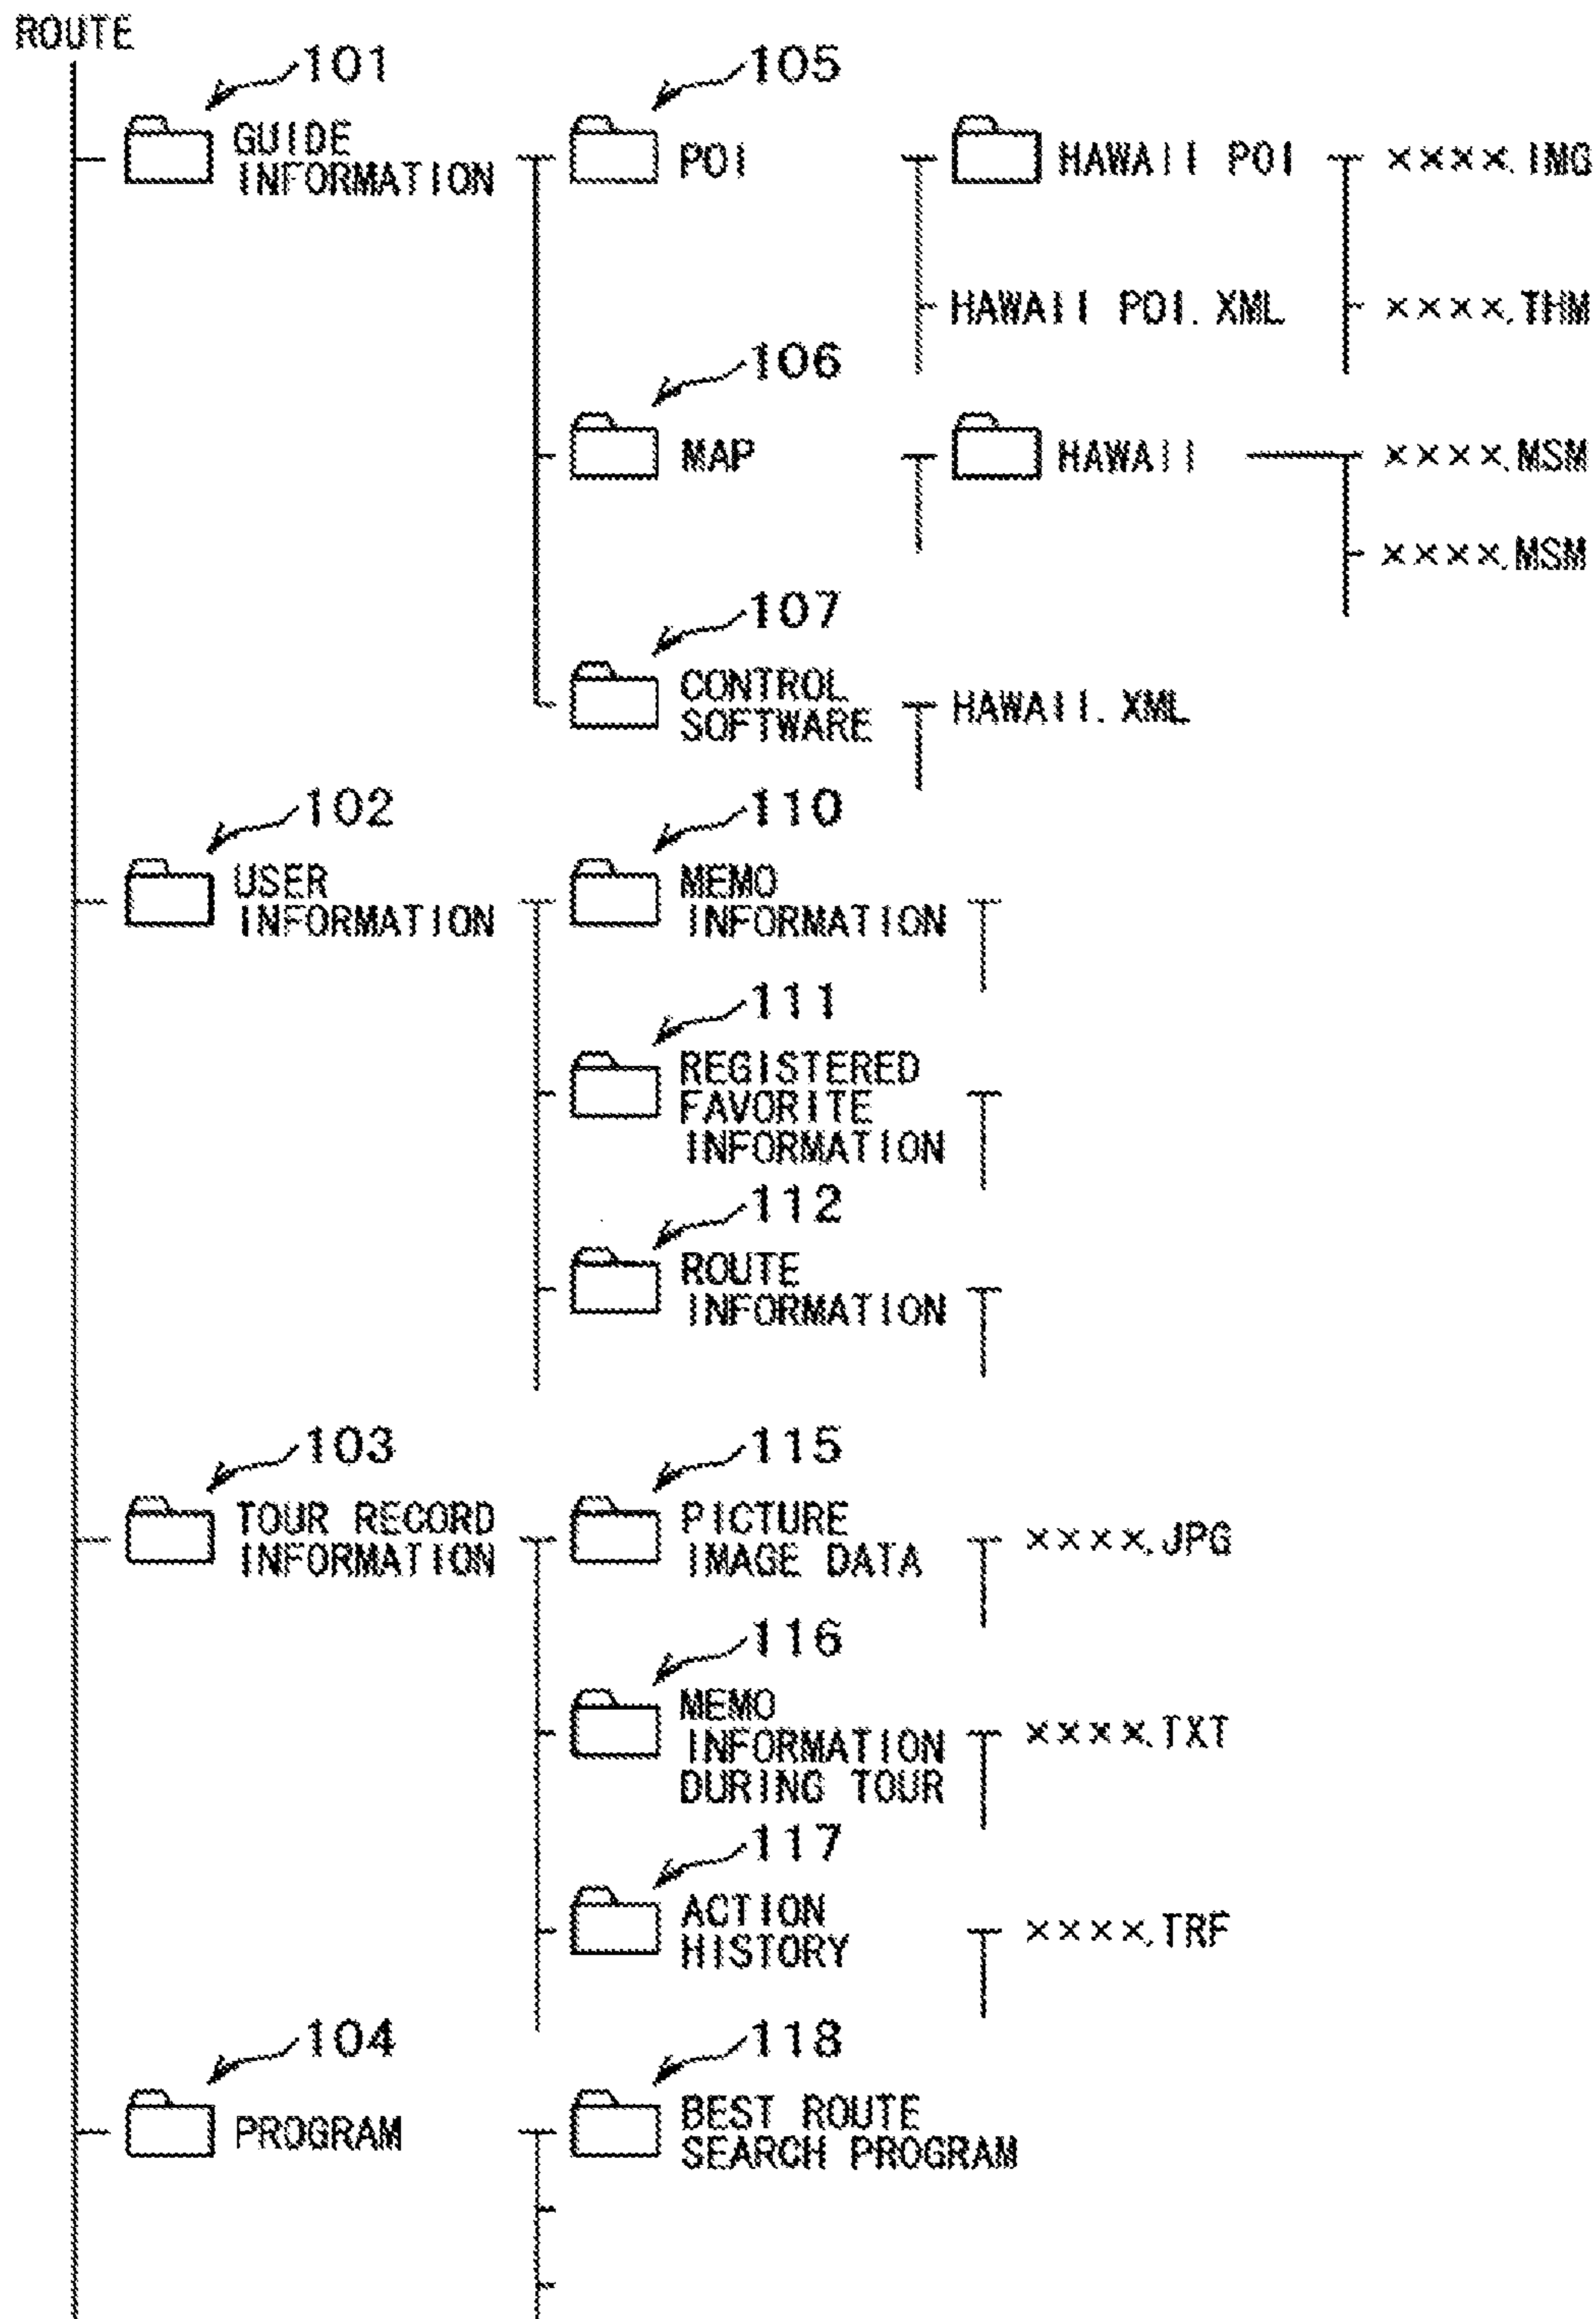 ROUTE
101
GUIDE
INFORMATION
105
POI
HAWAII POI
××××.IMG
HAWAII POI.XML
××××.THM
106
MAP
HAWAII
××××.MSM
××××.MSM
107
CONTROL
SOFTWARE
HAWAII.XML
102
USER
INFORMATION
110
MEMO
INFORMATION
111
REGISTERED
FAVORITE
INFORMATION
112
ROUTE
INFORMATION
103
TOUR RECORD
INFORMATION
115
PICTURE
IMAGE DATA
××××.JPG
116
MEMO
INFORMATION
DURING TOUR
××××.TXT
117
ACTION
HISTORY
××××.TRF
104
PROGRAM
118
BEST ROUTE
SEARCH PROGRAM